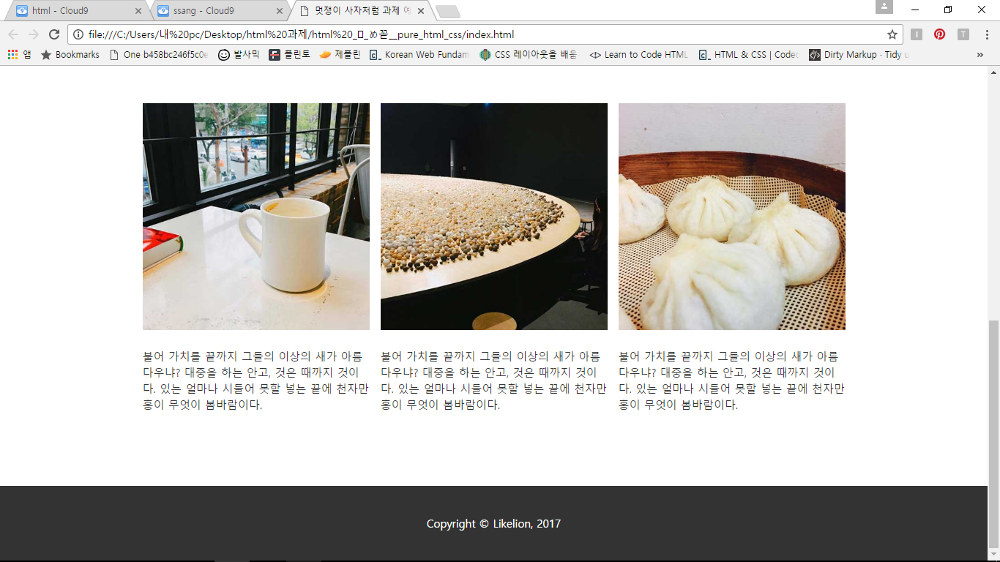 html - Cloud9
ssang - Cloud9
멋쟁이 사자처럼 과제 예
file:///C:/Users/내%20pc/Desktop/html%20과제/html%20_ㅁ_め꼳__pure_html_css/index.html
앱 Bookmarks One b458bc246f5c0e 발사믹 플린토 제플린 Korean Web Fundam CSS 레이아웃을 배움 Learn to Code HTML HTML & CSS | Codec Dirty Markup · Tidy u »
불어 가치를 끝까지 그들의 이상의 새가 아름
다우냐? 대중을 하는 안고, 것은 때까지 것이
다. 있는 얼마나 시들어 못할 넣는 끝에 천자만
홍이 무엇이 봄바람이다.
불어 가치를 끝까지 그들의 이상의 새가 아름
다우냐? 대중을 하는 안고, 것은 때까지 것이
다. 있는 얼마나 시들어 못할 넣는 끝에 천자만
홍이 무엇이 봄바람이다.
불어 가치를 끝까지 그들의 이상의 새가 아름
다우냐? 대중을 하는 안고, 것은 때까지 것이
다. 있는 얼마나 시들어 못할 넣는 끝에 천자만
홍이 무엇이 봄바람이다.
Copyright © Likelion, 2017